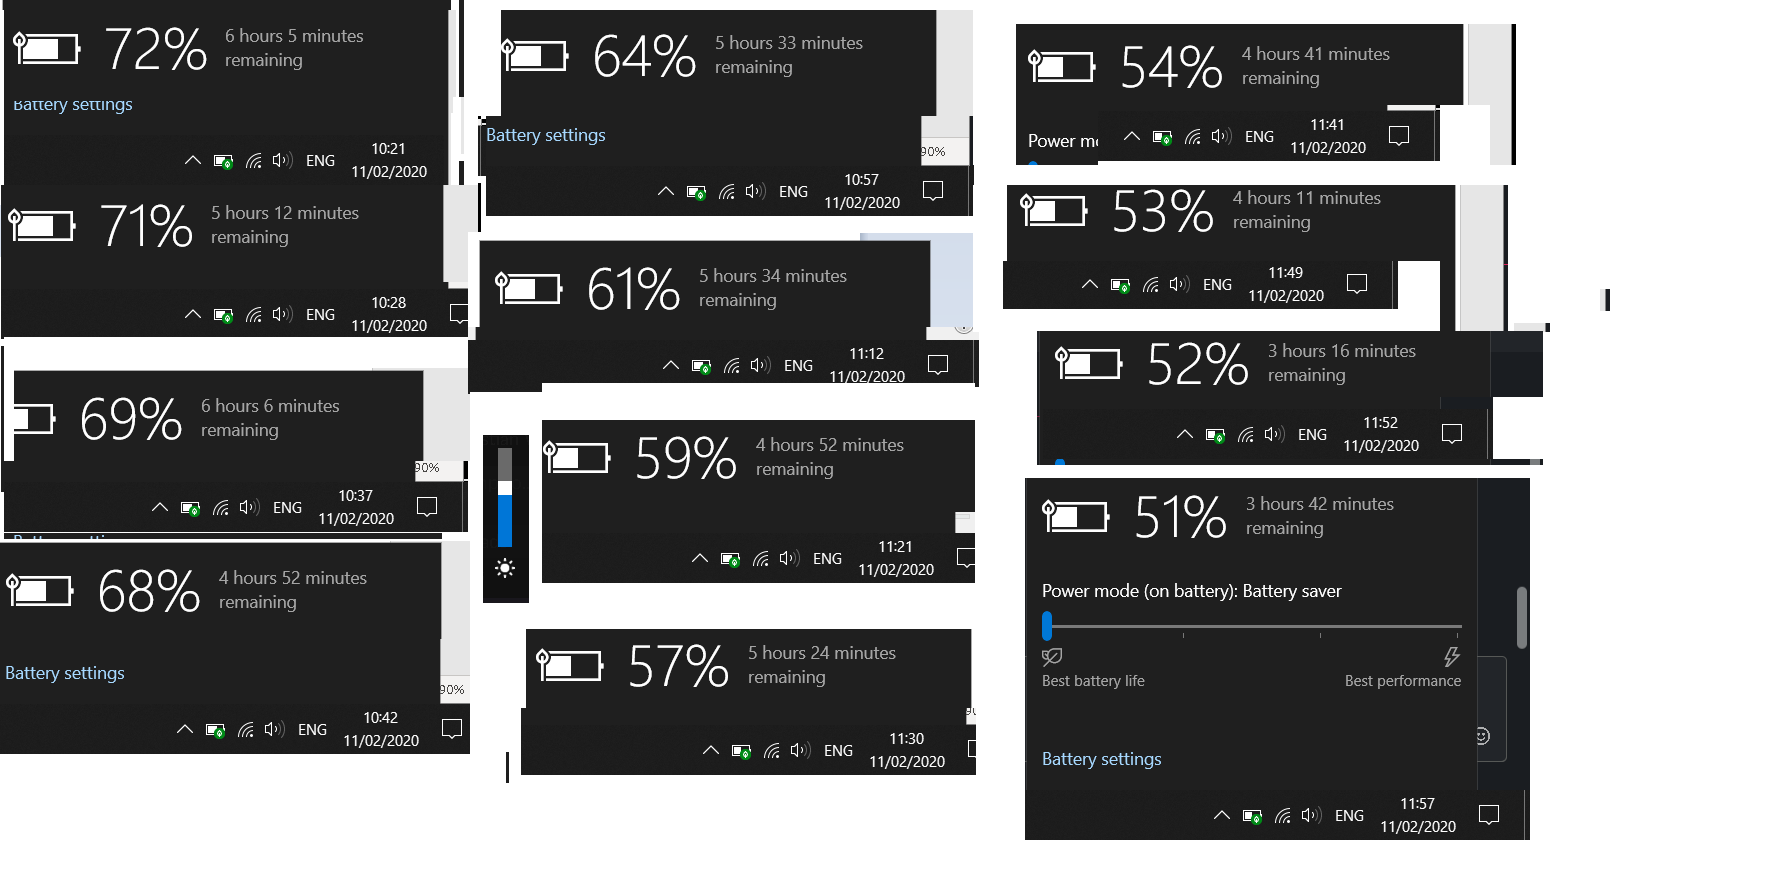 72%
6 hours 5 minutes
remaining
Battery settings
ENG
10:21
11/02/2020
71%
5 hours 12 minutes
remaining
ENG
10:28
11/02/2020
69%
6 hours 6 minutes
remaining
90%
ENG
10:37
11/02/2020
68%
4 hours 52 minutes
remaining
Battery settings
90%
ENG
10:42
11/02/2020
64%
5 hours 33 minutes
remaining
Battery settings
90%
ENG
10:57
11/02/2020
61%
5 hours 34 minutes
remaining
ENG
11:12
11/02/2020
59%
4 hours 52 minutes
remaining
ENG
11:21
11/02/2020
57%
5 hours 24 minutes
remaining
ENG
11:30
11/02/2020
54%
4 hours 41 minutes
remaining
Power m
ENG
11:41
11/02/2020
53%
4 hours 11 minutes
remaining
ENG
11:49
11/02/2020
52%
3 hours 16 minutes
remaining
ENG
11:52
11/02/2020
51%
3 hours 42 minutes
remaining
Power mode (on battery): Battery saver
Best battery life
Best performance
Battery settings
ENG
11:57
11/02/2020